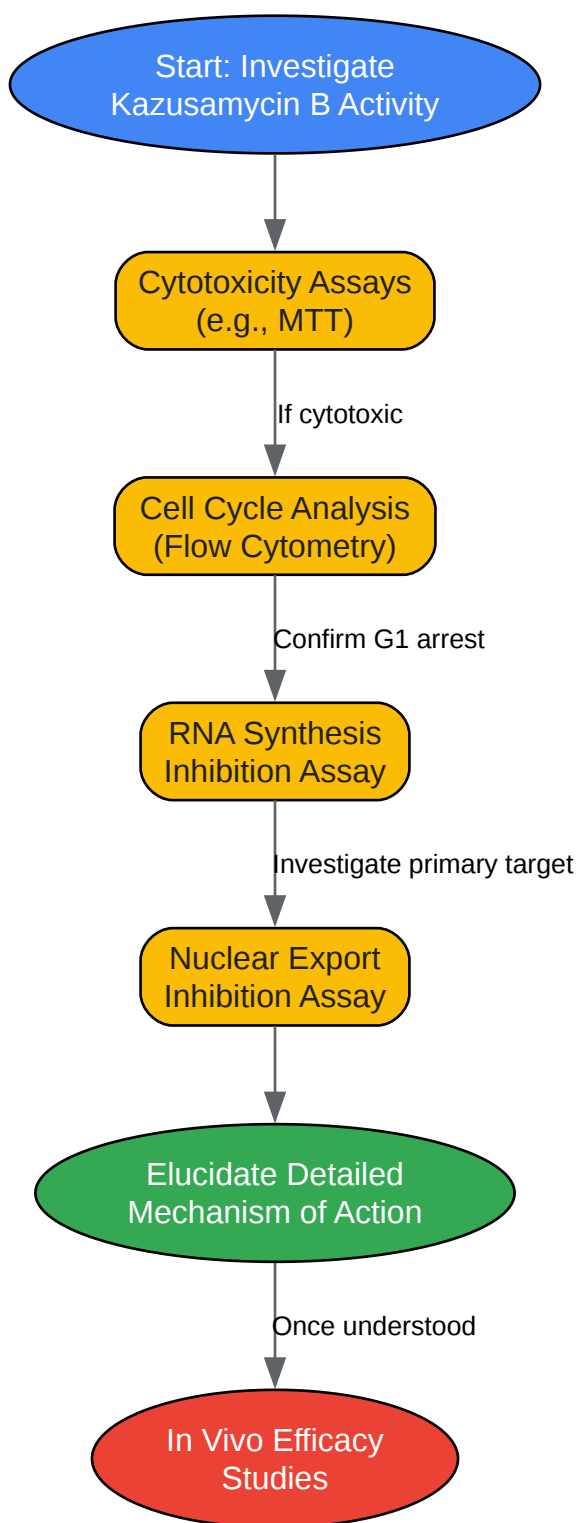 Start: Investigate
Kazusamycin B Activity
Cytotoxicity Assays
(e.g., MTT)
If cytotoxic
Cell Cycle Analysis
(Flow Cytometry)
Confirm G1 arrest
RNA Synthesis
Inhibition Assay
Investigate primary target
Nuclear Export
Inhibition Assay
Elucidate Detailed
Mechanism of Action
Once understood
In Vivo Efficacy
Studies